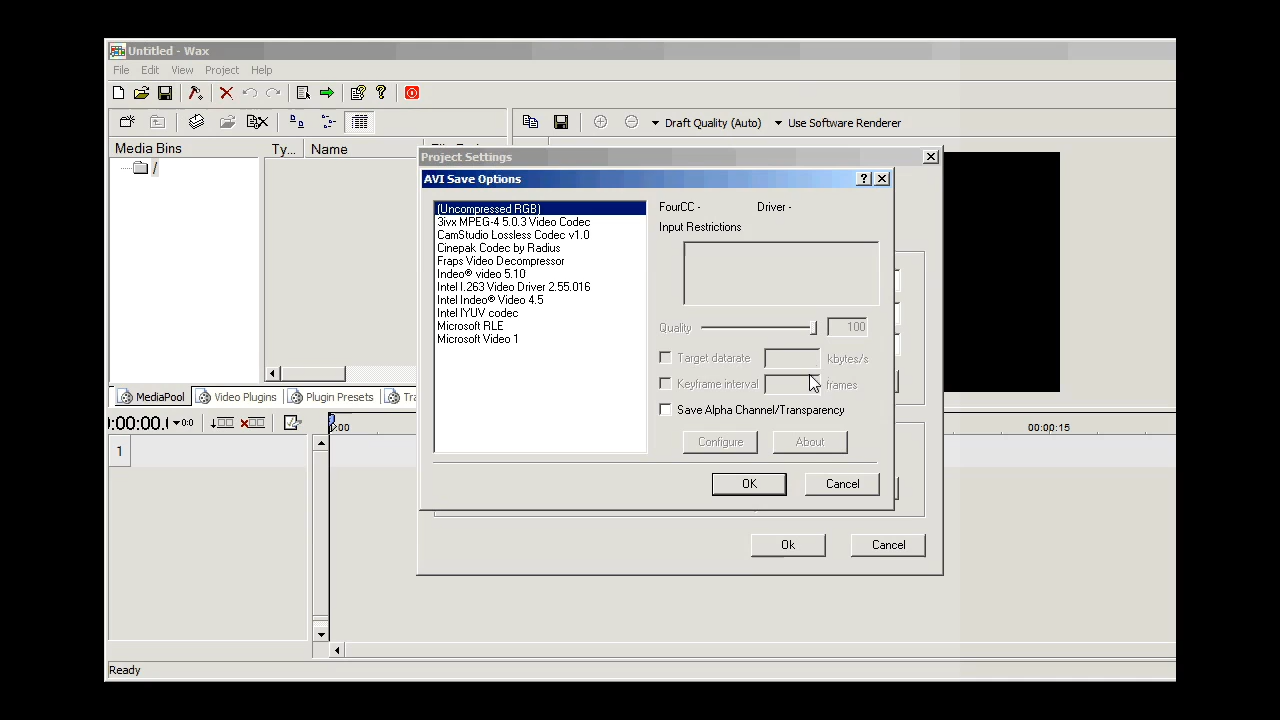 Untitled - Wax
File Edit View Project Help
Draft Quality (Auto) Use Software Renderer
Media Bins Ty... Name
/
Project Settings
AVI Save Options
(Uncompressed RGB)
3ivx MPEG-4 5.0.3 Video Codec
CamStudio Lossless Codec v1.0
Cinepak Codec by Radius
Fraps Video Decompressor
Indeo® video 5.10
Intel I.263 Video Driver 2.55.016
Intel Indeo® Video 4.5
Intel IYUV codec
Microsoft RLE
Microsoft Video 1
FourCC - Driver -
Input Restrictions
Quality 100
Target datarate kbytes/s
Keyframe interval frames
Save Alpha Channel/Transparency
Configure About
OK Cancel
Ok Cancel
MediaPool Video Plugins Plugin Presets
:00:00. 0:0 :00 00:00:15
1
Ready